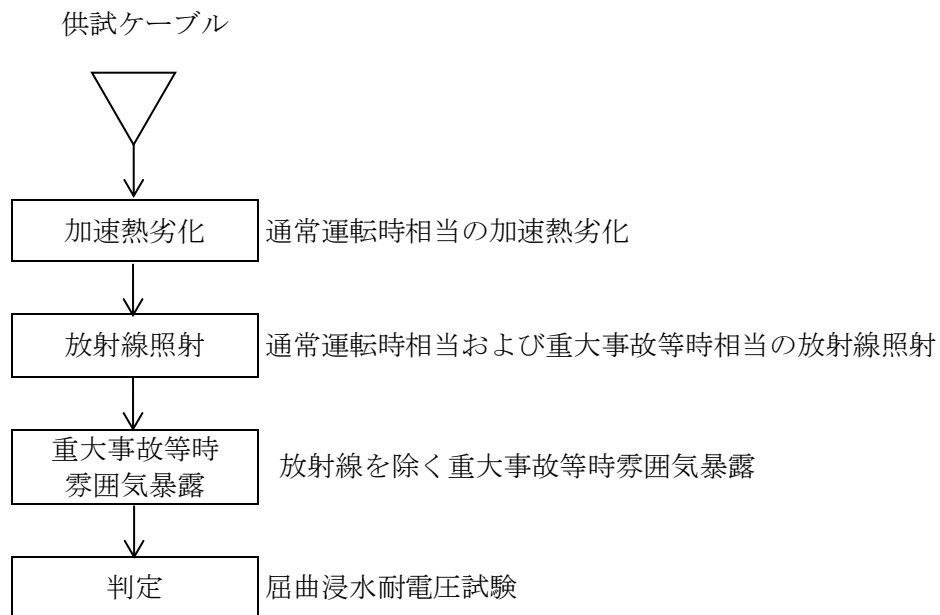 供試ケーブル
加速熱劣化
通常運転時相当の加速熱劣化
放射線照射
通常運転時相当および重大事故等時相当の放射線照射
重大事故等時
雰囲気暴露
放射線を除く重大事故等時雰囲気暴露
判定
屈曲浸水耐電圧試験